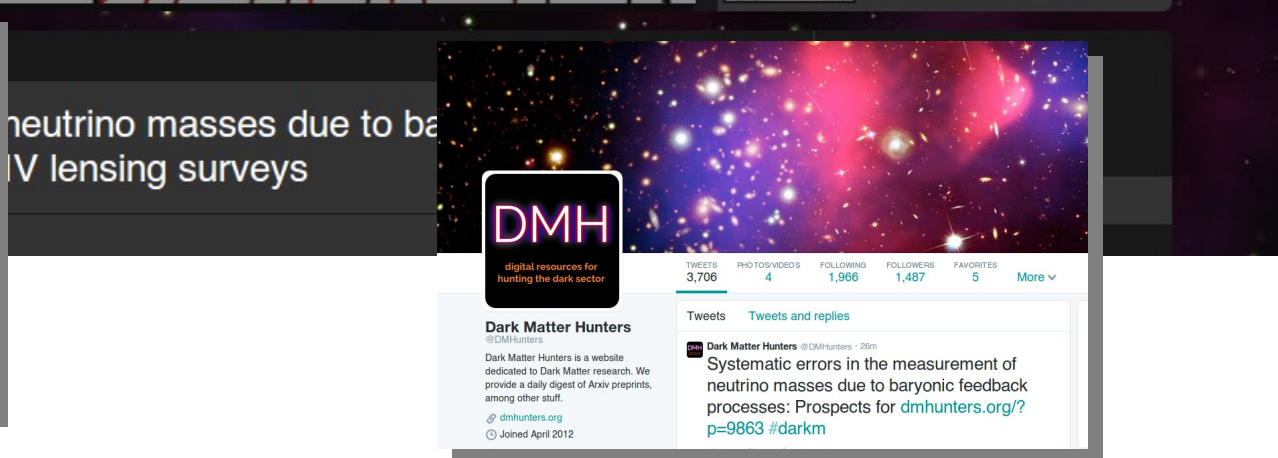 neutrino masses due to ba
IV lensing surveys
DMH
digital resources for
hunting the dark sector
TWEETS PHOTOS/VIDEOS FOLLOWING FOLLOWERS FAVORITES
3,706 4 1,966 1,487 5 More
Dark Matter Hunters
@DMHunters
Dark Matter Hunters is a website
dedicated to Dark Matter research. We
provide a daily digest of Arxiv preprints,
among other stuff.
dmhunters.org
Joined April 2012
Tweets Tweets and replies
DMH
Dark Matter Hunters @DMHunters · 26m
Systematic errors in the measurement of
neutrino masses due to baryonic feedback
processes: Prospects for dmhunters.org/?
p=9863 #darkm